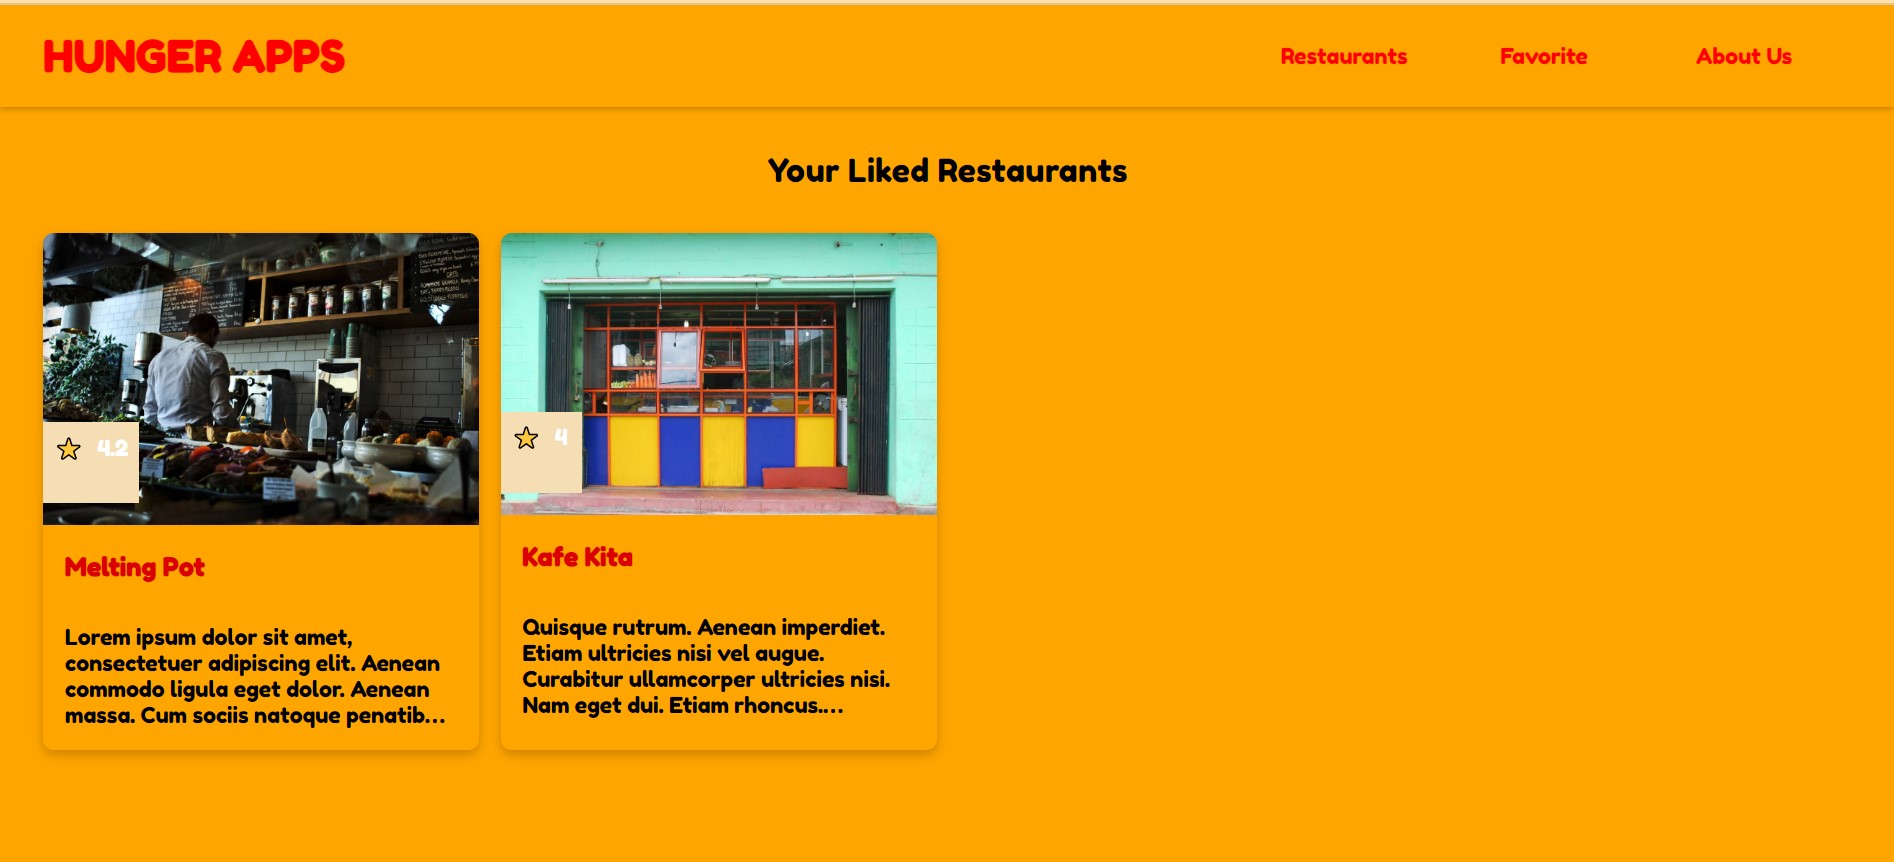 HUNGER APPS
Restaurants
Favorite
About Us
Your Liked Restaurants
4.2
Melting Pot
Lorem ipsum dolor sit amet,
consectetuer adipiscing elit. Aenean
commodo ligula eget dolor. Aenean
massa. Cum sociis natoque penatib...
4
Kafe Kita
Quisque rutrum. Aenean imperdiet.
Etiam ultricies nisi vel augue.
Curabitur ullamcorper ultricies nisi.
Nam eget dui. Etiam rhoncus....